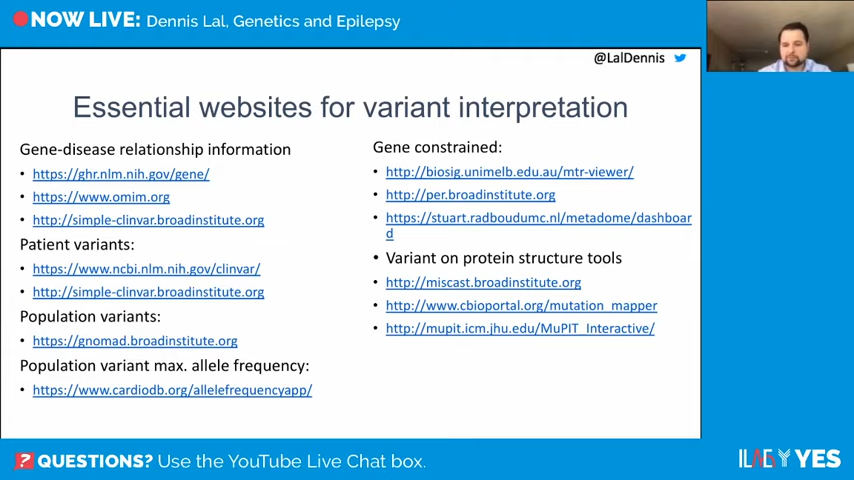 NOW LIVE: Dennis Lal, Genetics and Epilepsy
@LalDennis
Essential websites for variant interpretation
Gene-disease relationship information
• https://ghr.nlm.nih.gov/gene/
• https://www.omim.org
• http://simple-clinvar.broadinstitute.org
Patient variants:
• https://www.ncbi.nlm.nih.gov/clinvar/
• http://simple-clinvar.broadinstitute.org
Population variants:
• https://gnomad.broadinstitute.org
Population variant max. allele frequency:
• https://www.cardiodb.org/allelefrequencyapp/
Gene constrained:
• http://biosig.unimelb.edu.au/mtr-viewer/
• http://per.broadinstitute.org
• https://stuart.radboudumc.nl/metadome/dashboar
d
• Variant on protein structure tools
• http://miscast.broadinstitute.org
• http://www.cbioportal.org/mutation_mapper
• http://mupit.icm.jhu.edu/MuPIT_Interactive/
? QUESTIONS? Use the YouTube Live Chat box.
ILAE YES